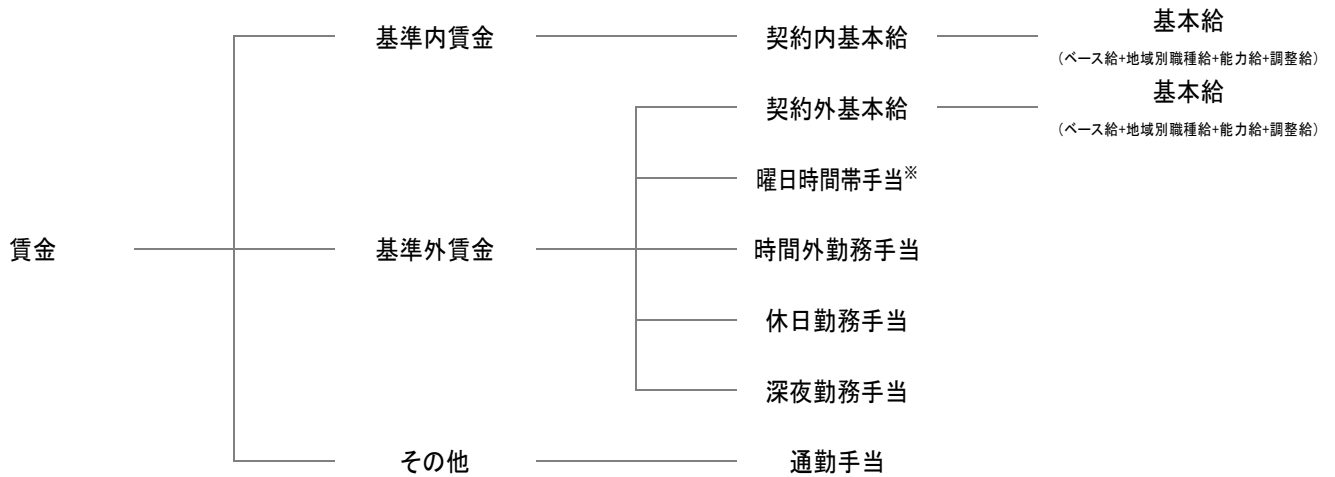 基準内賃金
契約内基本給
基本給
(ベース給+地域別職種給+能力給+調整給)
契約外基本給
基本給
(ベース給+地域別職種給+能力給+調整給)
曜日時間帯手当※
賃金
基準外賃金
時間外勤務手当
休日勤務手当
深夜勤務手当
その他
通勤手当